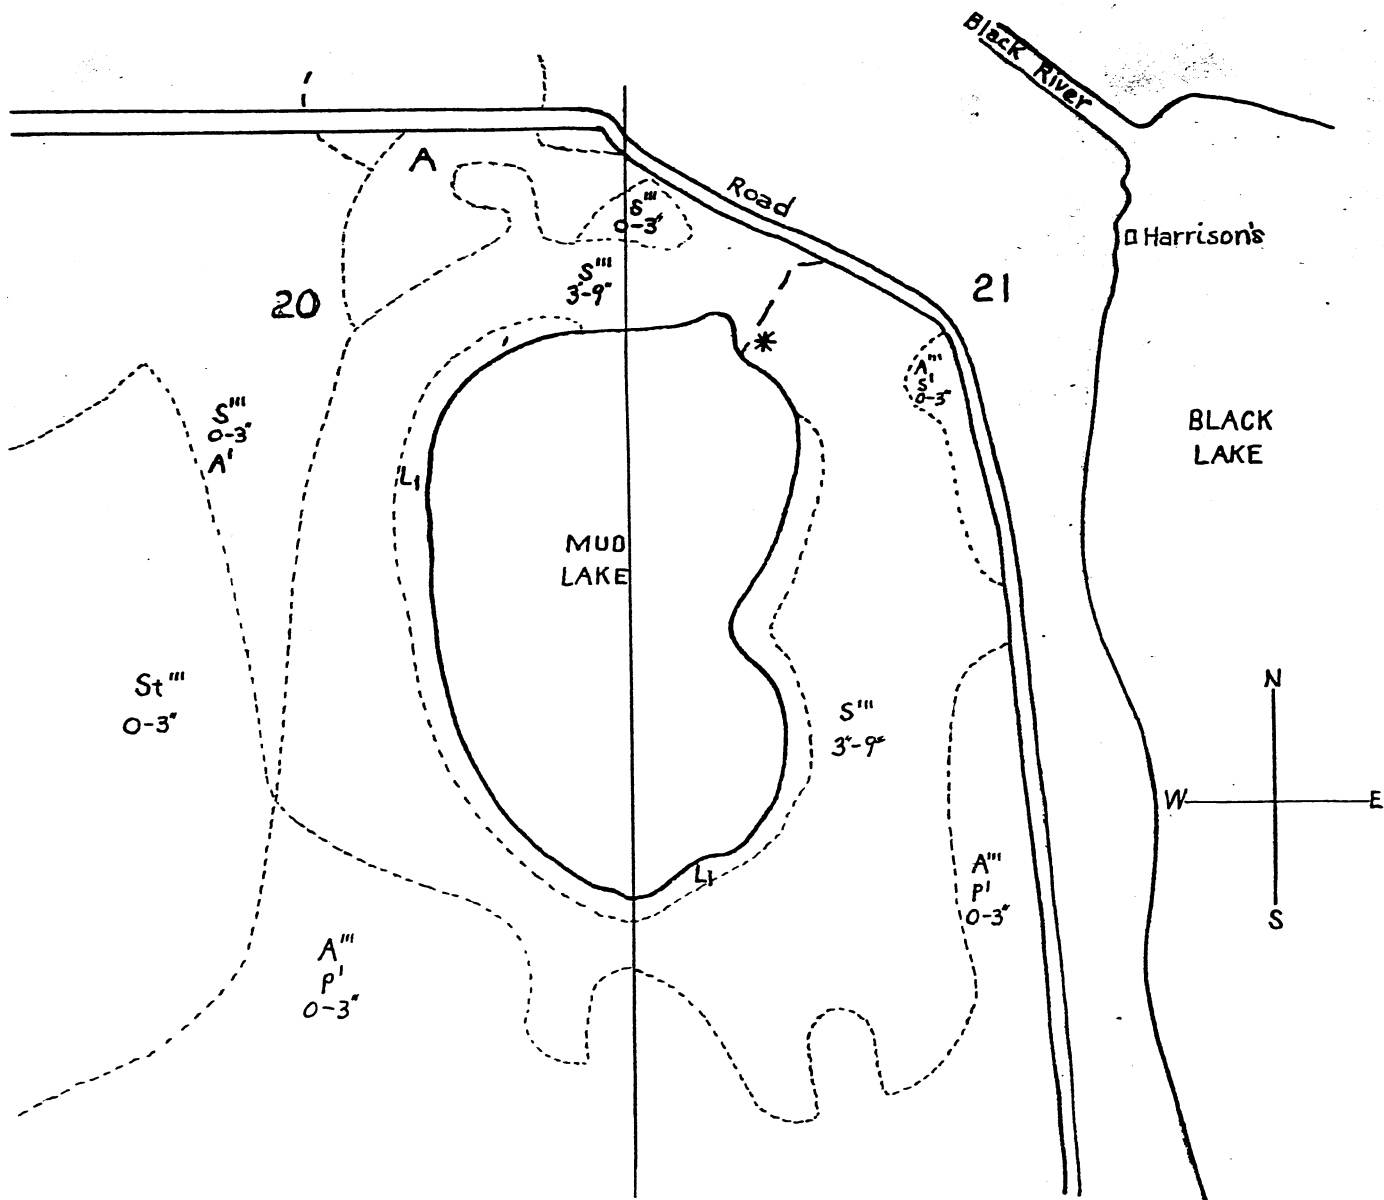 Black River
A
Road
S'''
0-3"
Harrison's
S'''
3"-9"
20
21
*
A'''
S'
0-3"
S'''
0-3"
A'
BLACK
LAKE
L1
MUD
LAKE
N
St'''
0-3"
S'''
3"-9"
W
E
A'''
P'
0-3"
L1
S
A'''
P'
0-3"